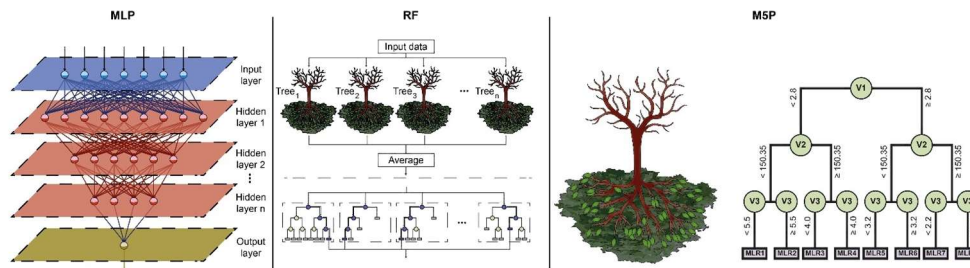 MLP
Input
layer
Hidden
layer 1
Hidden
layer 2
Hidden
layer n
Output
layer
RF
Input data
Tree1 Tree2 Tree3 ... Treen
Average
...
M5P
V1
< 2.8 ≥ 2.8
V2 V2
< 150.35 ≥ 150.35 < 150.35 ≥ 150.35
V3 V3 V3 V3 V3 V3 V3
< 5.5 ≥ 5.5 < 4.0 ≥ 4.0 < 3.2 ≥ 3.2 < 2.2
MLR1 MLR2 MLR3 MLR4 MLR5 MLR6 MLR7